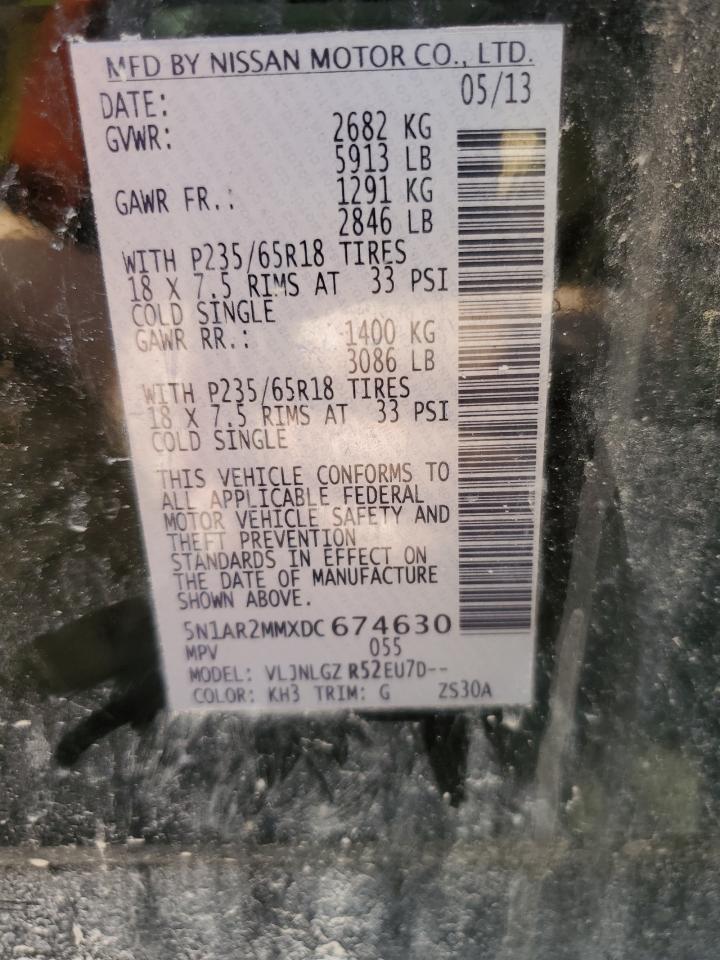 MFD BY NISSAN MOTOR CO., LTD.
DATE: 05/13
GVWR: 2682 KG
5913 LB
GAWR FR.: 1291 KG
2846 LB
WITH P235/65R18 TIRES
18 X 7.5 RIMS AT 33 PSI
COLD SINGLE
GAWR RR.: 1400 KG
3086 LB
WITH P235/65R18 TIRES
18 X 7.5 RIMS AT 33 PSI
COLD SINGLE
THIS VEHICLE CONFORMS TO
ALL APPLICABLE FEDERAL
MOTOR VEHICLE SAFETY AND
THEFT PREVENTION
STANDARDS IN EFFECT ON
THE DATE OF MANUFACTURE
SHOWN ABOVE.
5N1AR2MMXDC674630
MPV 055
MODEL: VLJNLGZ R52EU7D--
COLOR: KH3 TRIM: G ZS30A